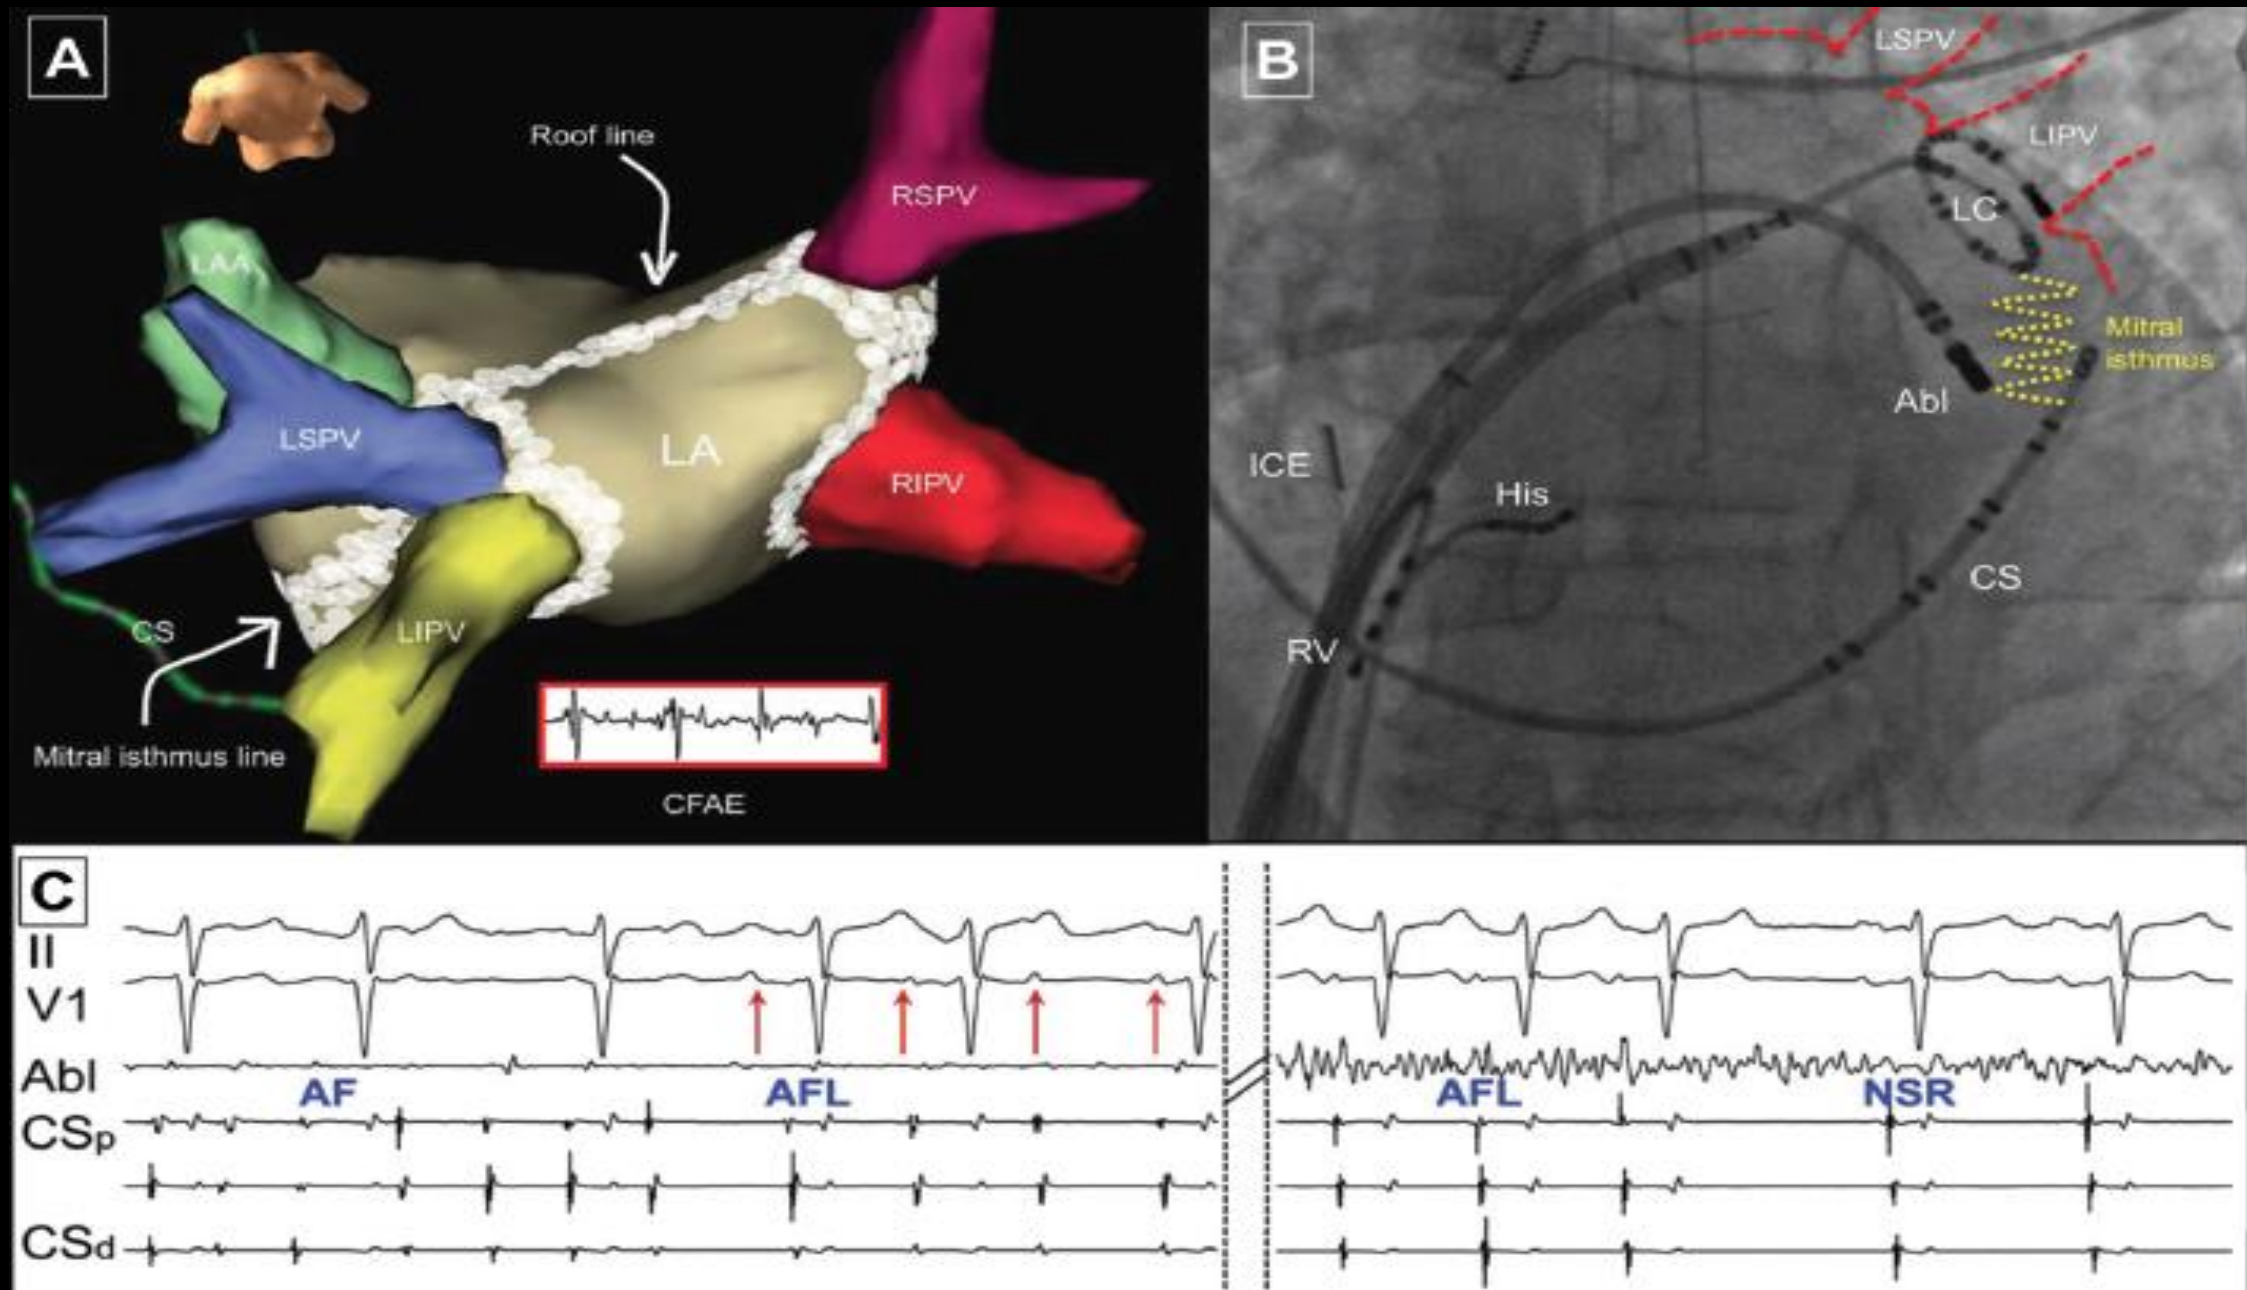 A
Roof line
RSPV
LAA
LSPV
LA
RIPV
CS
LIPV
Mitral isthmus line
CFAE
B
LSPV
LIPV
LC
Mitral
isthmus
Abl
ICE
His
CS
RV
C
II
V1
Abl
AF
AFL
AFL
NSR
CSp
CSd